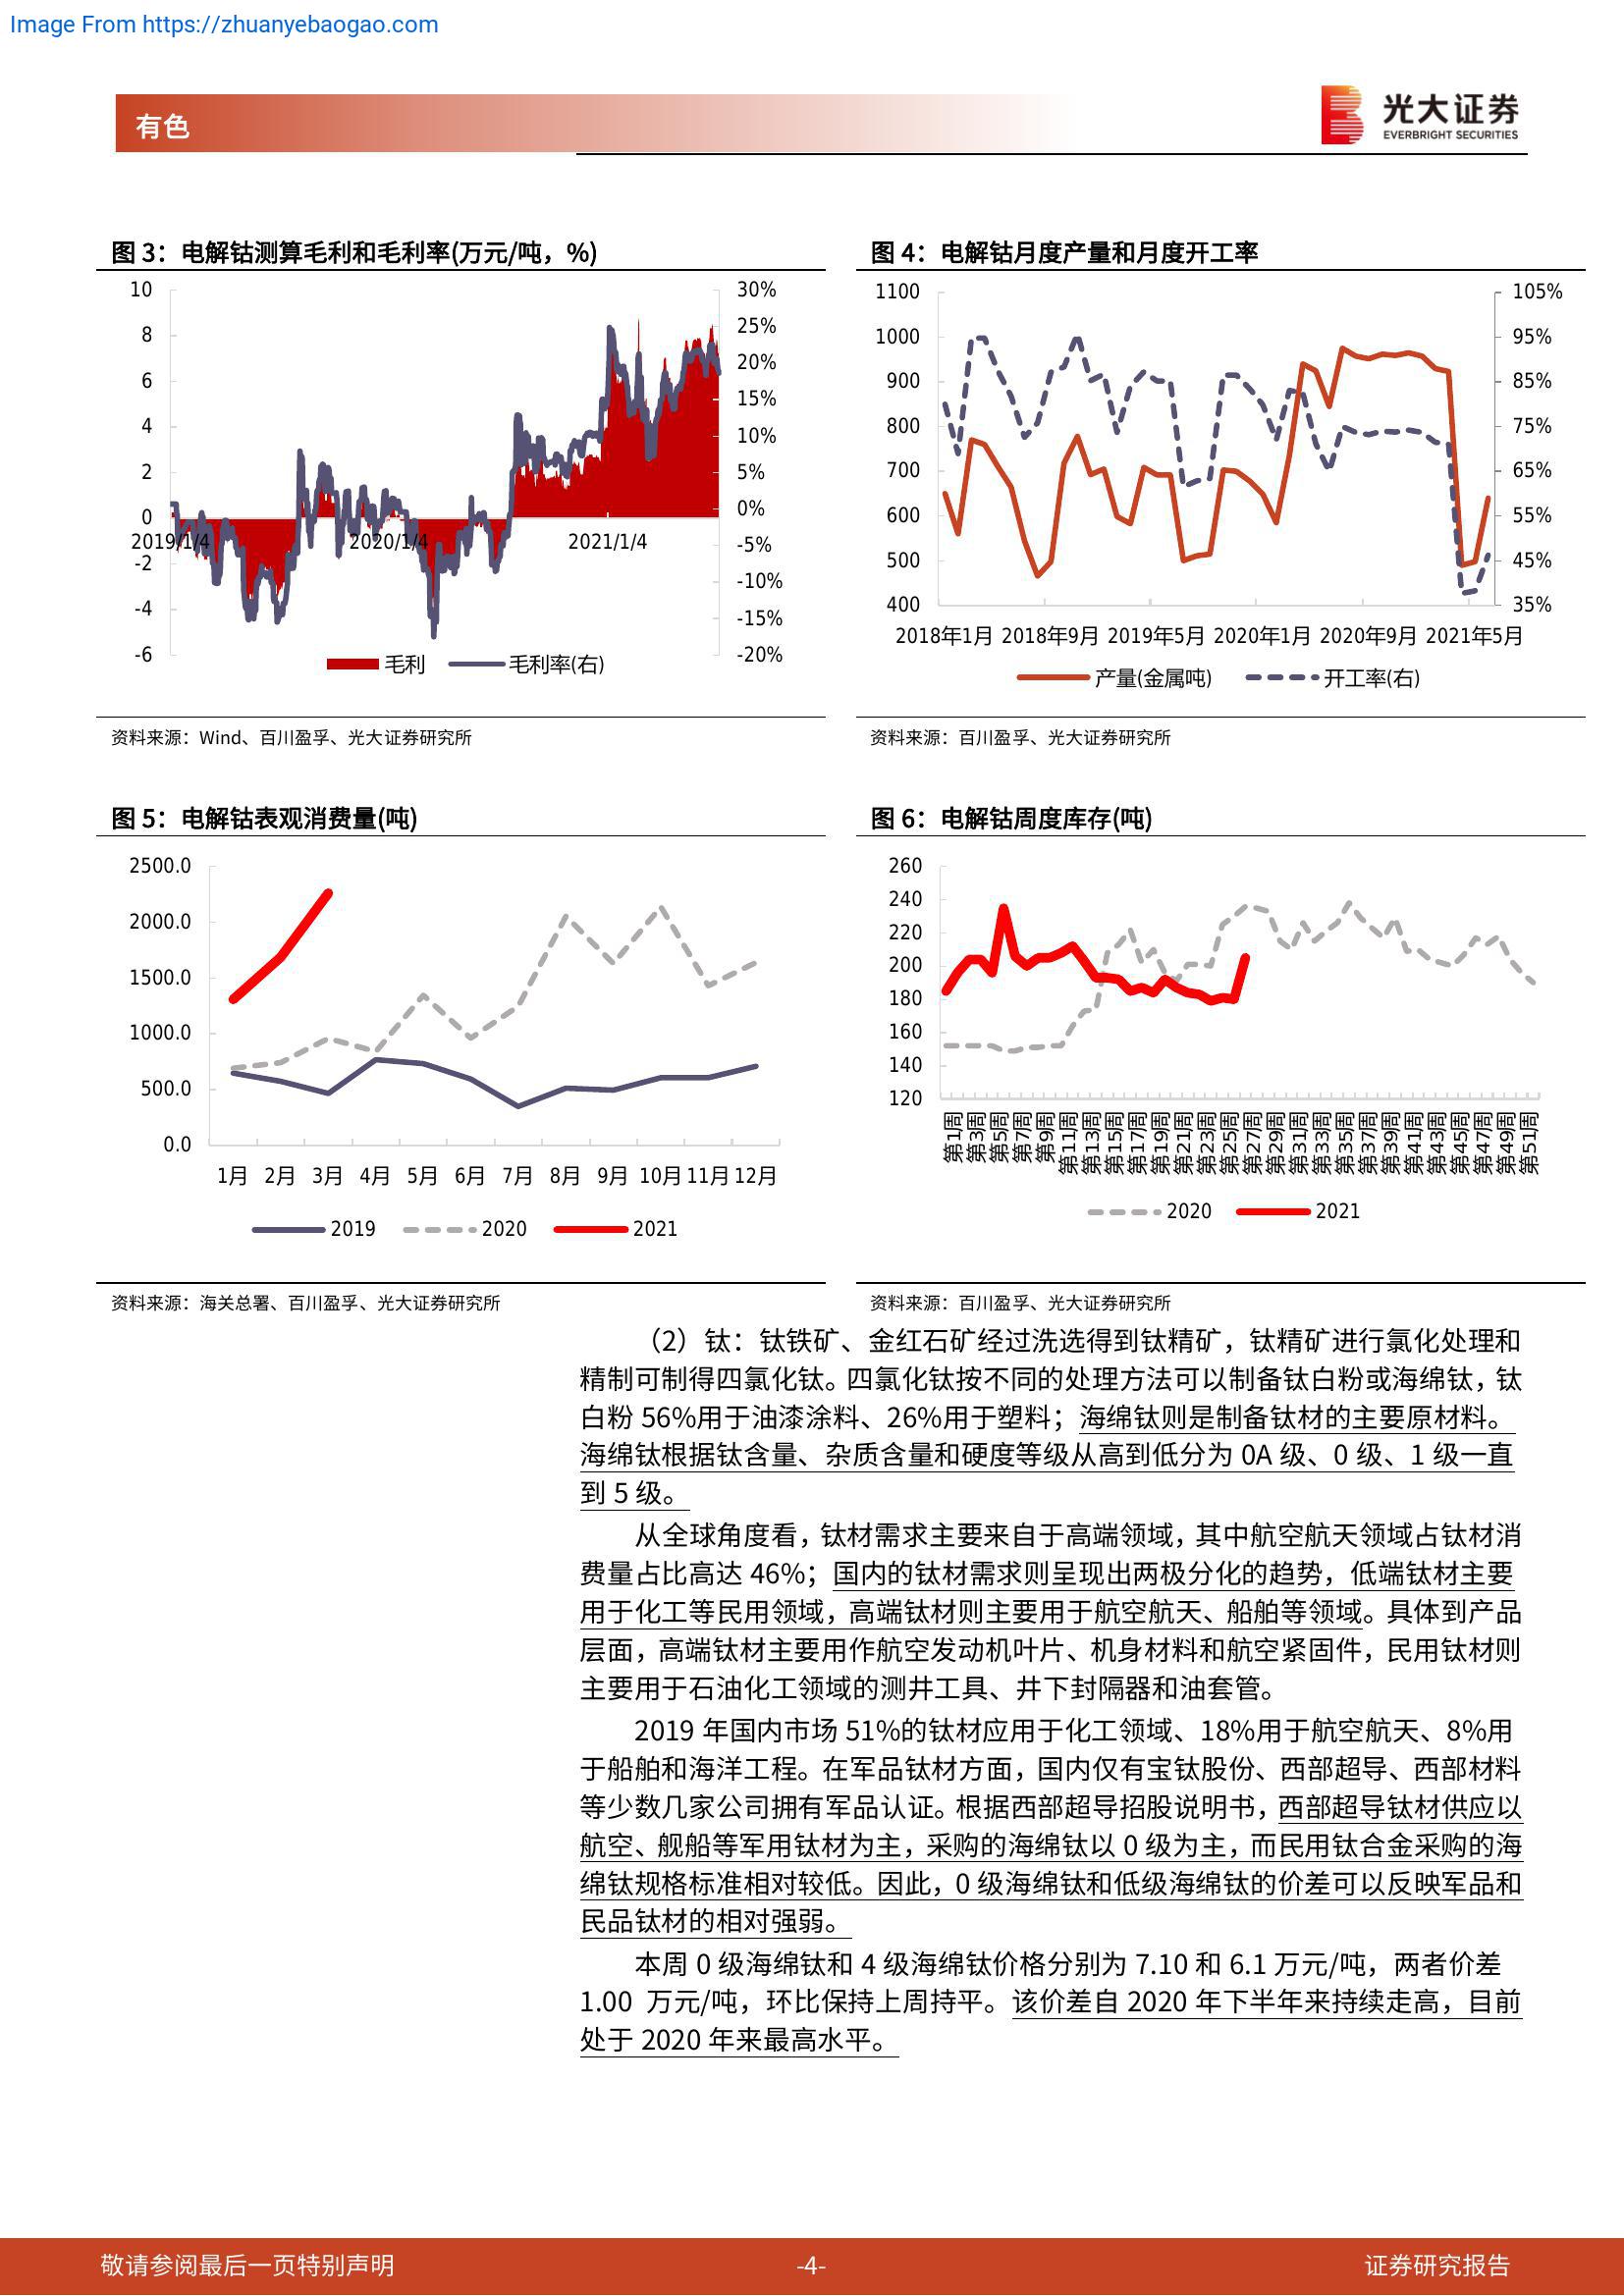 Image From https://zhuanyebaogao.com
有色
光大证券
EVERBRIGHT SECURITIES
图 3：电解钴测算毛利和毛利率(万元/吨，%)
10
8
6
4
2
0
-2
-4
-6
30%
25%
20%
15%
10%
5%
0%
-5%
-10%
-15%
-20%
2019/1/4
2020/1/4
2021/1/4
毛利
毛利率(右)
资料来源：Wind、百川盈孚、光大证券研究所
图 4：电解钴月度产量和月度开工率
1100
1000
900
800
700
600
500
400
105%
95%
85%
75%
65%
55%
45%
35%
2018年1月 2018年9月 2019年5月 2020年1月 2020年9月 2021年5月
产量(金属吨)
开工率(右)
资料来源：百川盈孚、光大证券研究所
图 5：电解钴表观消费量(吨)
2500.0
2000.0
1500.0
1000.0
500.0
0.0
1月 2月 3月 4月 5月 6月 7月 8月 9月 10月 11月 12月
2019
2020
2021
资料来源：海关总署、百川盈孚、光大证券研究所
图 6：电解钴周度库存(吨)
260
240
220
200
180
160
140
120
第1周
第3周
第5周
第7周
第9周
第11周
第13周
第15周
第17周
第19周
第21周
第23周
第25周
第27周
第29周
第31周
第33周
第35周
第37周
第39周
第41周
第43周
第45周
第47周
第49周
第51周
2020
2021
资料来源：百川盈孚、光大证券研究所
（2）钛：钛铁矿、金红石矿经过洗选得到钛精矿，钛精矿进行氯化处理和
精制可制得四氯化钛。四氯化钛按不同的处理方法可以制备钛白粉或海绵钛，钛
白粉 56%用于油漆涂料、26%用于塑料；海绵钛则是制备钛材的主要原材料。
海绵钛根据钛含量、杂质含量和硬度等级从高到低分为 0A 级、0 级、1 级一直
到 5 级。
从全球角度看，钛材需求主要来自于高端领域，其中航空航天领域占钛材消
费量占比高达 46%；国内的钛材需求则呈现出两极分化的趋势，低端钛材主要
用于化工等民用领域，高端钛材则主要用于航空航天、船舶等领域。具体到产品
层面，高端钛材主要用作航空发动机叶片、机身材料和航空紧固件，民用钛材则
主要用于石油化工领域的测井工具、井下封隔器和油套管。
2019 年国内市场 51%的钛材应用于化工领域、18%用于航空航天、8%用
于船舶和海洋工程。在军品钛材方面，国内仅有宝钛股份、西部超导、西部材料
等少数几家公司拥有军品认证。根据西部超导招股说明书，西部超导钛材供应以
航空、舰船等军用钛材为主，采购的海绵钛以 0 级为主，而民用钛合金采购的海
绵钛规格标准相对较低。因此，0 级海绵钛和低级海绵钛的价差可以反映军品和
民品钛材的相对强弱。
本周 0 级海绵钛和 4 级海绵钛价格分别为 7.10 和 6.1 万元/吨，两者价差
1.00 万元/吨，环比保持上周持平。该价差自 2020 年下半年来持续走高，目前
处于 2020 年来最高水平。
敬请参阅最后一页特别声明
-4-
证券研究报告